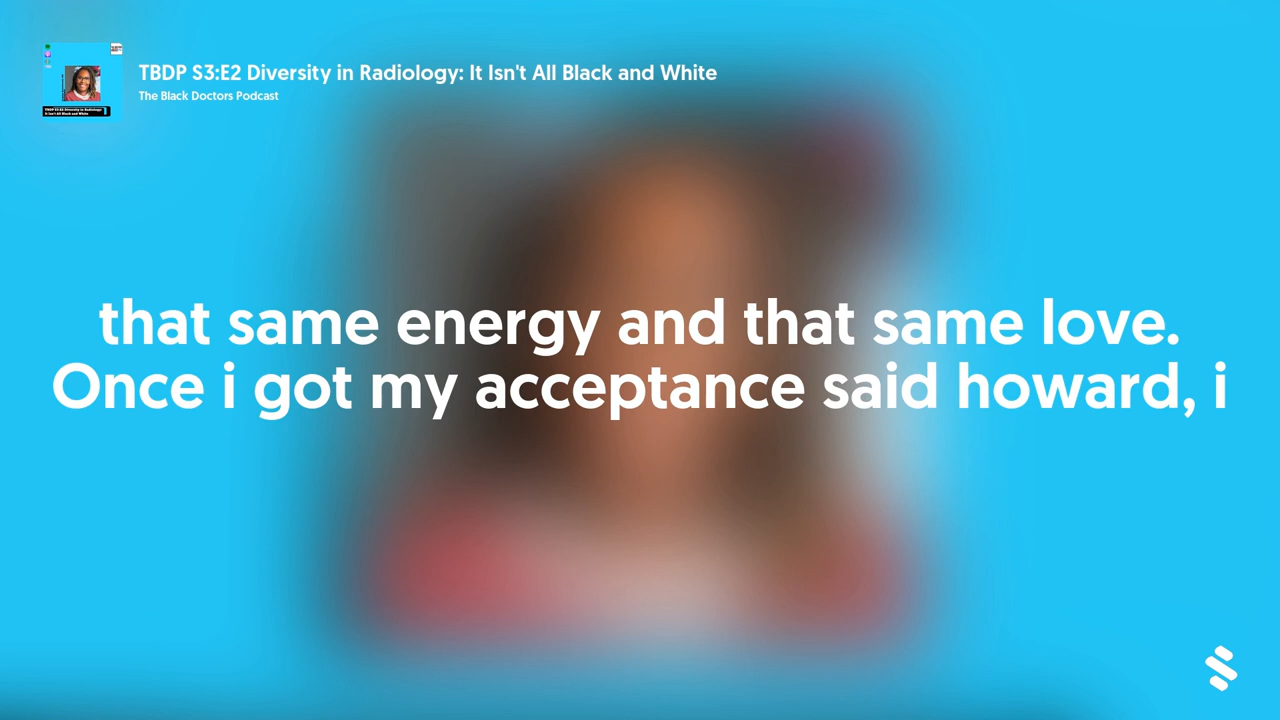 TBDP S3:E2 Diversity in Radiology: It Isn't All Black and White
The Black Doctors Podcast
that same energy and that same love.
Once i got my acceptance said howard, i